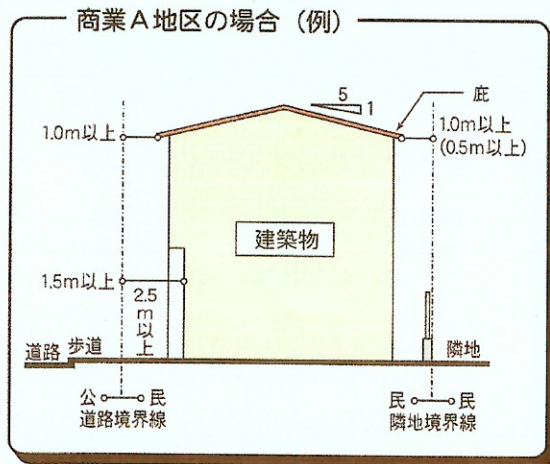 商業A地区の場合（例）
5
1
庇
1.0m以上
1.0m以上
(0.5m以上)
建築物
1.5m以上
2.5m以上
道路
歩道
隣地
公 民
道路境界線
民 民
隣地境界線